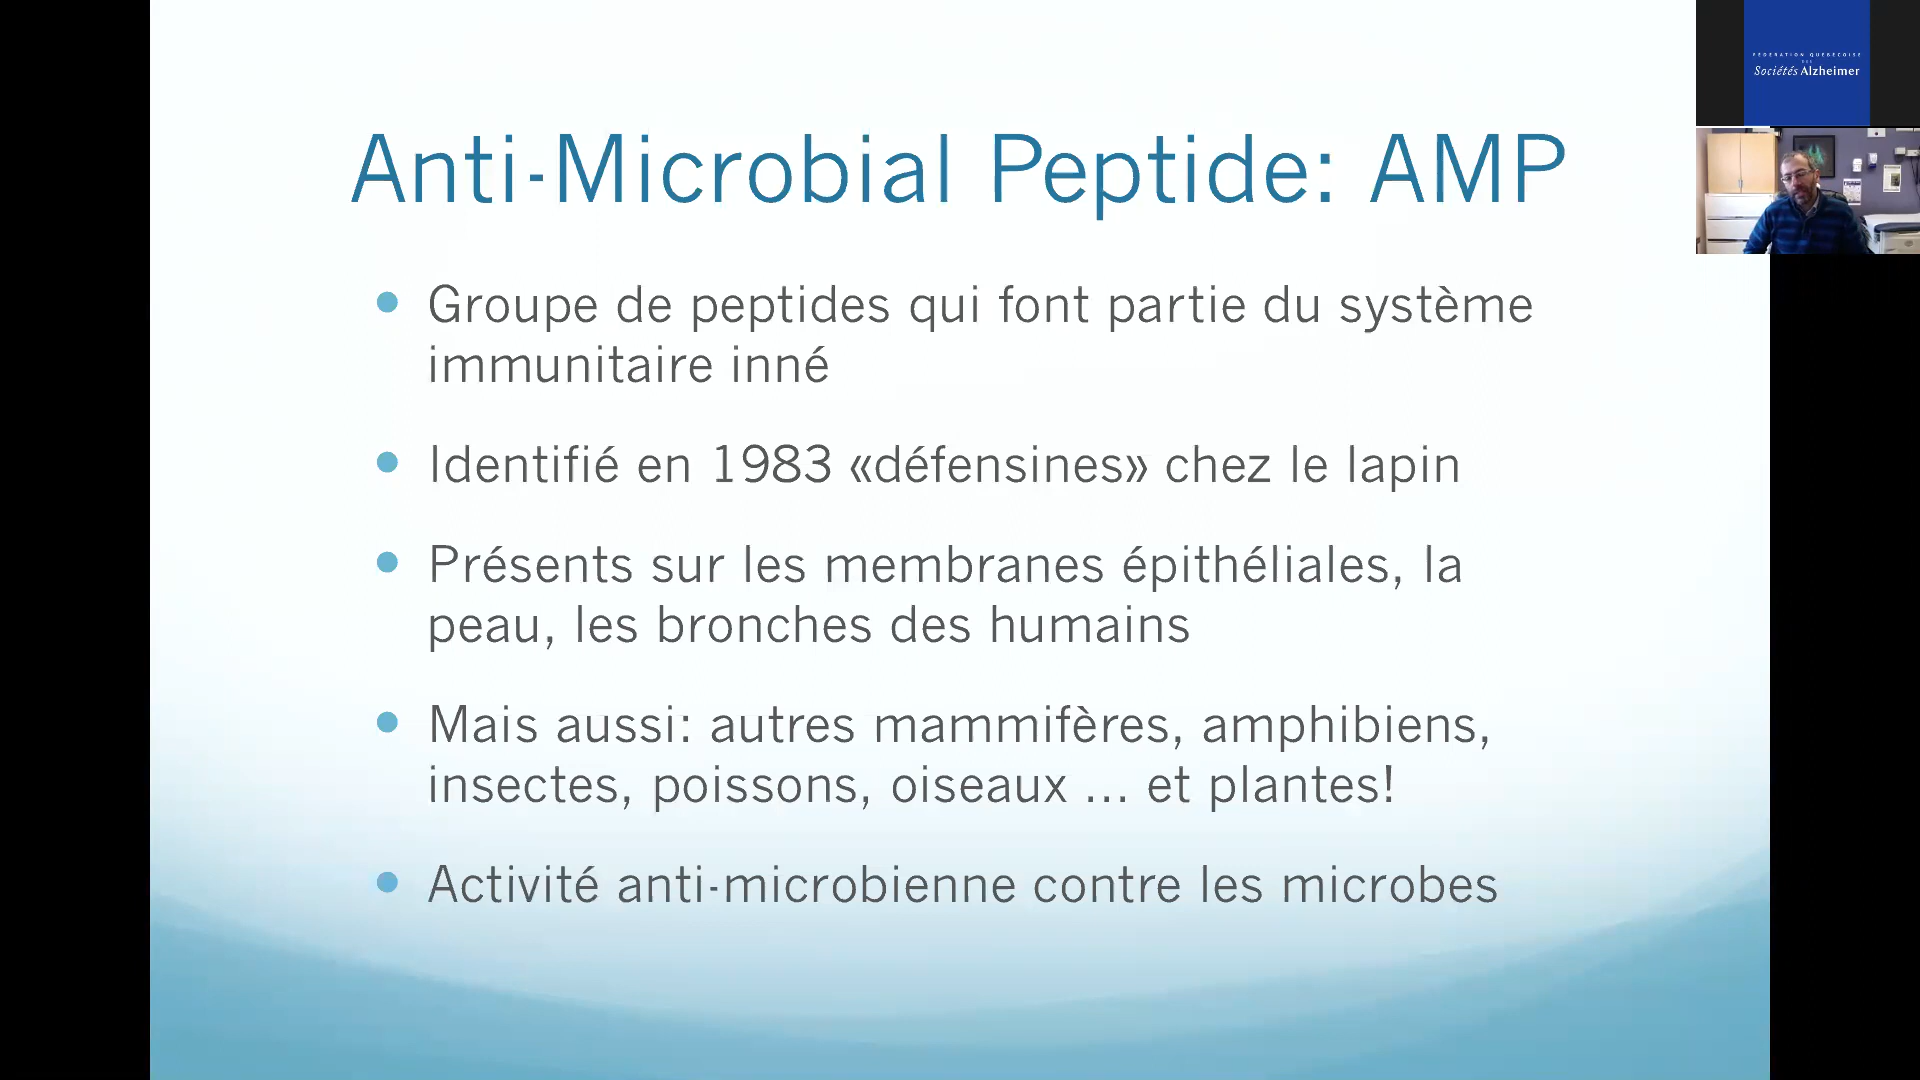 Anti-Microbial Peptide: AMP
Groupe de peptides qui font partie du système
immunitaire inné
Identifié en 1983 «défensines» chez le lapin
Présents sur les membranes épithéliales, la
peau, les bronches des humains
Mais aussi: autres mammifères, amphibiens,
insectes, poissons, oiseaux ... et plantes!
Activité anti-microbienne contre les microbes
FÉDÉRATION QUÉBÉCOISE
DES
Sociétés Alzheimer